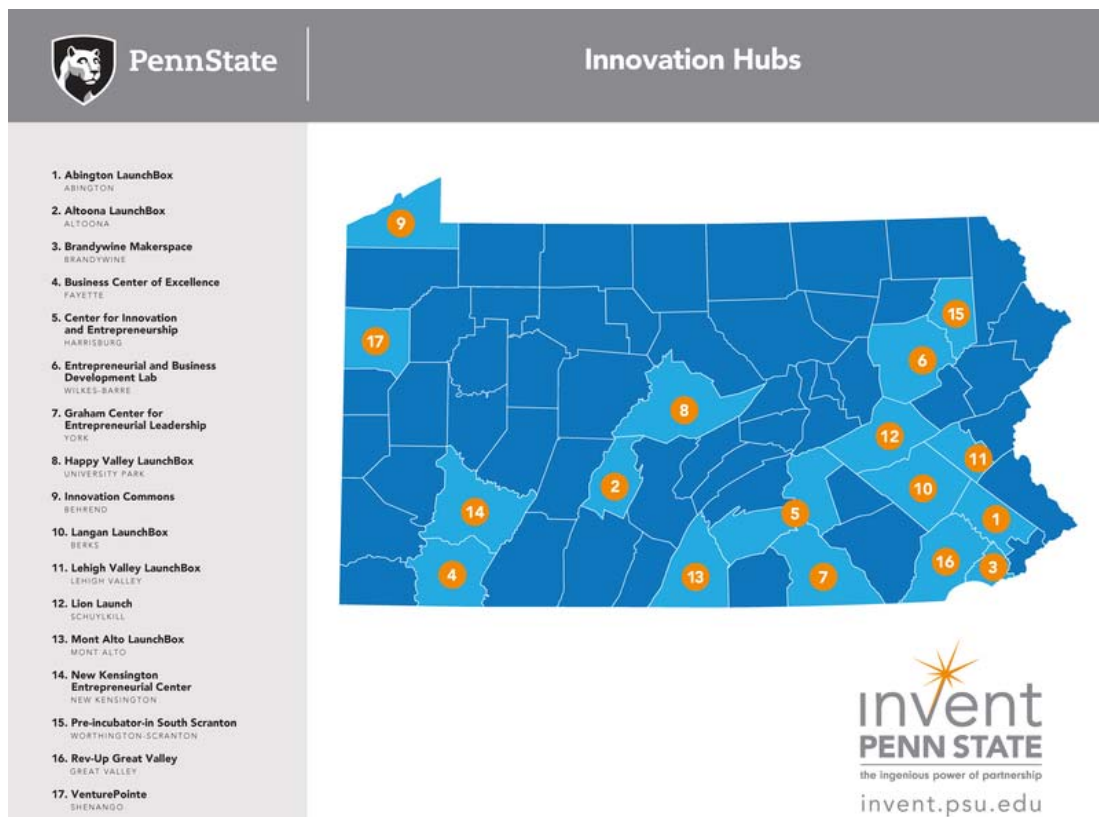 PennState
Innovation Hubs
1. Abington LaunchBox
ABINGTON
2. Altoona LaunchBox
ALTOONA
3. Brandywine Makerspace
BRANDYWINE
4. Business Center of Excellence
FAYETTE
5. Center for Innovation
and Entrepreneurship
HARRISBURG
6. Entrepreneurial and Business
Development Lab
WILKES-BARRE
7. Graham Center for
Entrepreneurial Leadership
YORK
8. Happy Valley LaunchBox
UNIVERSITY PARK
9. Innovation Commons
BEHREND
10. Langan LaunchBox
BERKS
11. Lehigh Valley LaunchBox
LEHIGH VALLEY
12. Lion Launch
SCHUYLKILL
13. Mont Alto LaunchBox
MONT ALTO
14. New Kensington
Entrepreneurial Center
NEW KENSINGTON
15. Pre-incubator-in South Scranton
WORTHINGTON-SCRANTON
16. Rev-Up Great Valley
GREAT VALLEY
17. VenturePointe
SHENANGO
9
15
17
6
8
12
11
2
10
14
5
1
16
3
4
13
7
invent
PENN STATE
the ingenious power of partnership
invent.psu.edu